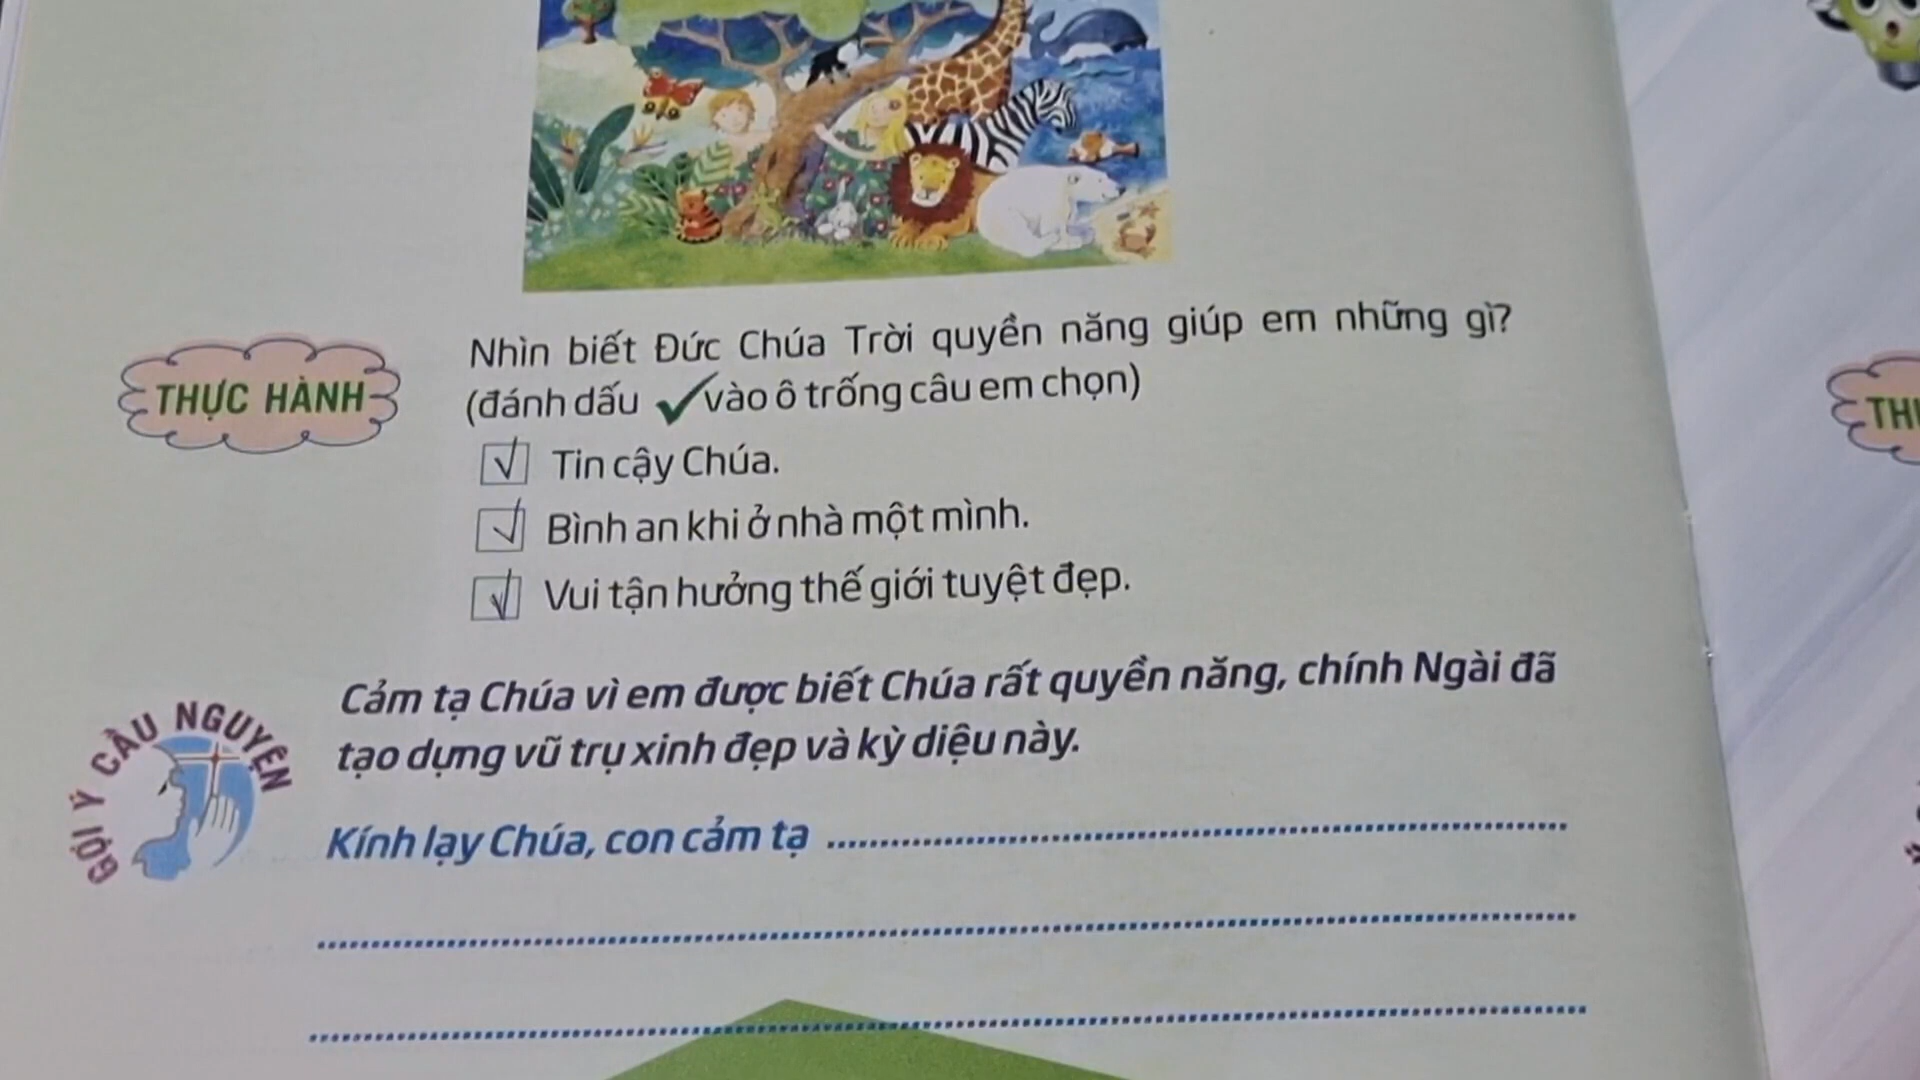 THỰC HÀNH
Nhìn biết Đức Chúa Trời quyền năng giúp em những gì?
(đánh dấu ✓ vào ô trống câu em chọn)
Tin cậy Chúa.
Bình an khi ở nhà một mình.
Vui tận hưởng thế giới tuyệt đẹp.
GỢI Ý CẦU NGUYỆN
Cảm tạ Chúa vì em được biết Chúa rất quyền năng, chính Ngài đã
tạo dựng vũ trụ xinh đẹp và kỳ diệu này.
Kính lạy Chúa, con cảm tạ